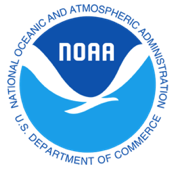 NATIONAL OCEANIC AND ATMOSPHERIC ADMINISTRATION
NOAA
U.S. DEPARTMENT OF COMMERCE